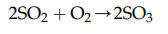 2SO₂ + O₂ → 2SO₃